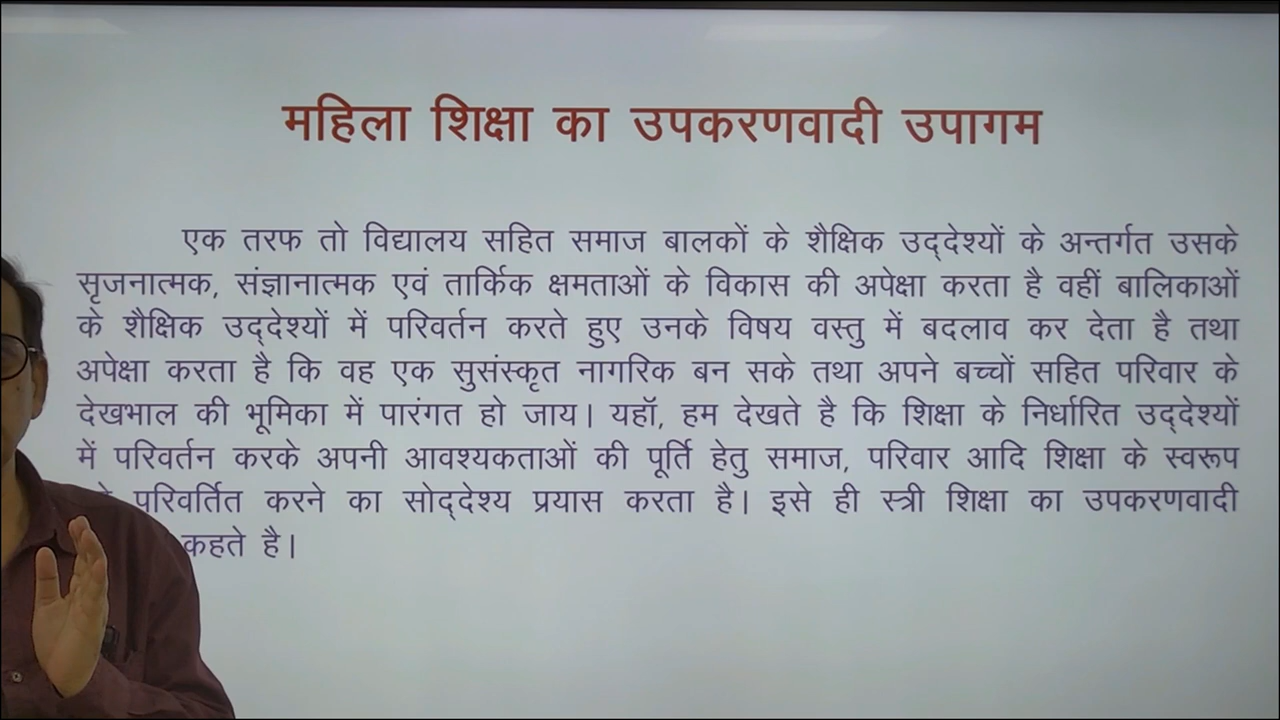 महिला शिक्षा का उपकरणवादी उपागम
एक तरफ तो विद्यालय सहित समाज बालकों के शैक्षिक उद्‌देश्यों के अन्तर्गत उसके
सृजनात्मक, संज्ञानात्मक एवं तार्किक क्षमताओं के विकास की अपेक्षा करता है वहीं बालिकाओं
के शैक्षिक उद्‌देश्यों में परिवर्तन करते हुए उनके विषय वस्तु में बदलाव कर देता है तथा
अपेक्षा करता है कि वह एक सुसंस्कृत नागरिक बन सके तथा अपने बच्चों सहित परिवार के
देखभाल की भूमिका में पारंगत हो जाय। यहॉ, हम देखते है कि शिक्षा के निर्धारित उद्‌देश्यों
में परिवर्तन करके अपनी आवश्यकताओं की पूर्ति हेतु समाज, परिवार आदि शिक्षा के स्वरूप
परिवर्तित करने का सोद्‌देश्य प्रयास करता है। इसे ही स्त्री शिक्षा का उपकरणवादी
कहते है।